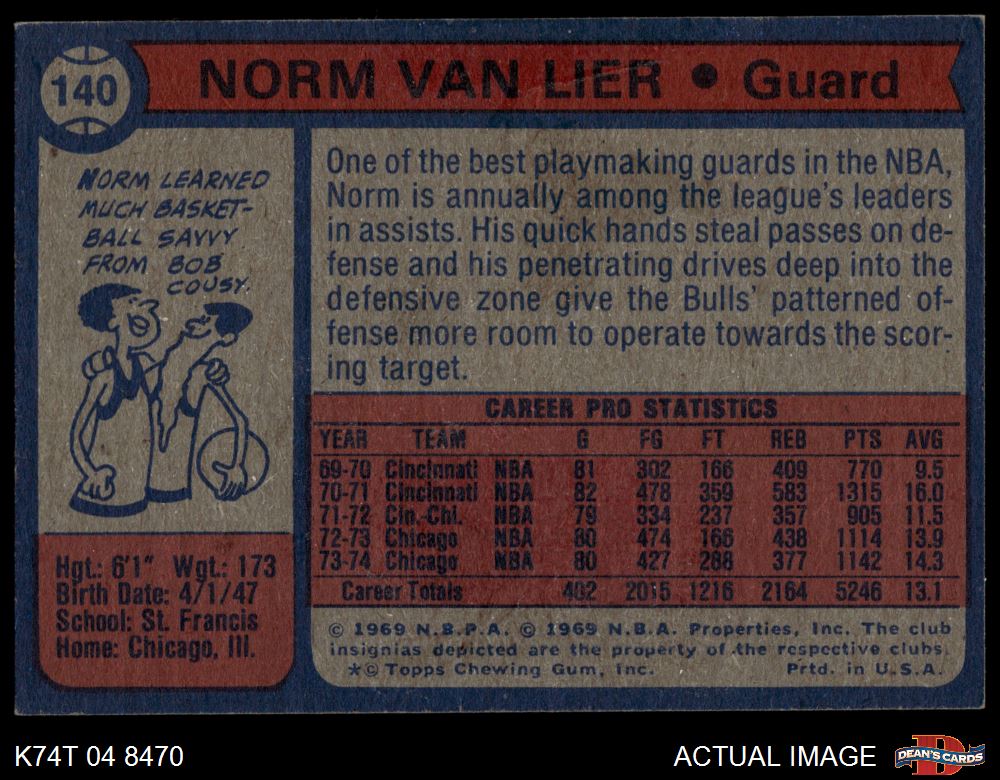 140
NORM VAN LIER • Guard
NORM LEARNED
MUCH BASKET-
BALL SAVVY
FROM BOB
COUSY.
One of the best playmaking guards in the NBA,
Norm is annually among the league's leaders
in assists. His quick hands steal passes on de-
fense and his penetrating drives deep into the
defensive zone give the Bulls' patterned of-
fense more room to operate towards the scor-
ing target.
CAREER PRO STATISTICS
YEAR TEAM G FG FT REB PTS AVG
69-70 Cincinnati NBA 81 302 166 409 770 9.5
70-71 Cincinnati NBA 82 478 359 583 1315 16.0
71-72 Cin.-Chi. NBA 79 334 237 357 905 11.5
72-73 Chicago NBA 80 474 166 438 1114 13.9
73-74 Chicago NBA 80 427 288 377 1142 14.3
Career Totals 402 2015 1216 2164 5246 13.1
Hgt.: 6'1" Wgt.: 173
Birth Date: 4/1/47
School: St. Francis
Home: Chicago, Ill.
© 1969 N.B.P.A. © 1969 N.B.A. Properties, Inc. The club
insignias depicted are the property of the respective clubs.
*© Topps Chewing Gum, Inc. Prtd. in U.S.A.
K74T 04 8470
ACTUAL IMAGE
D
DEAN'S CARDS